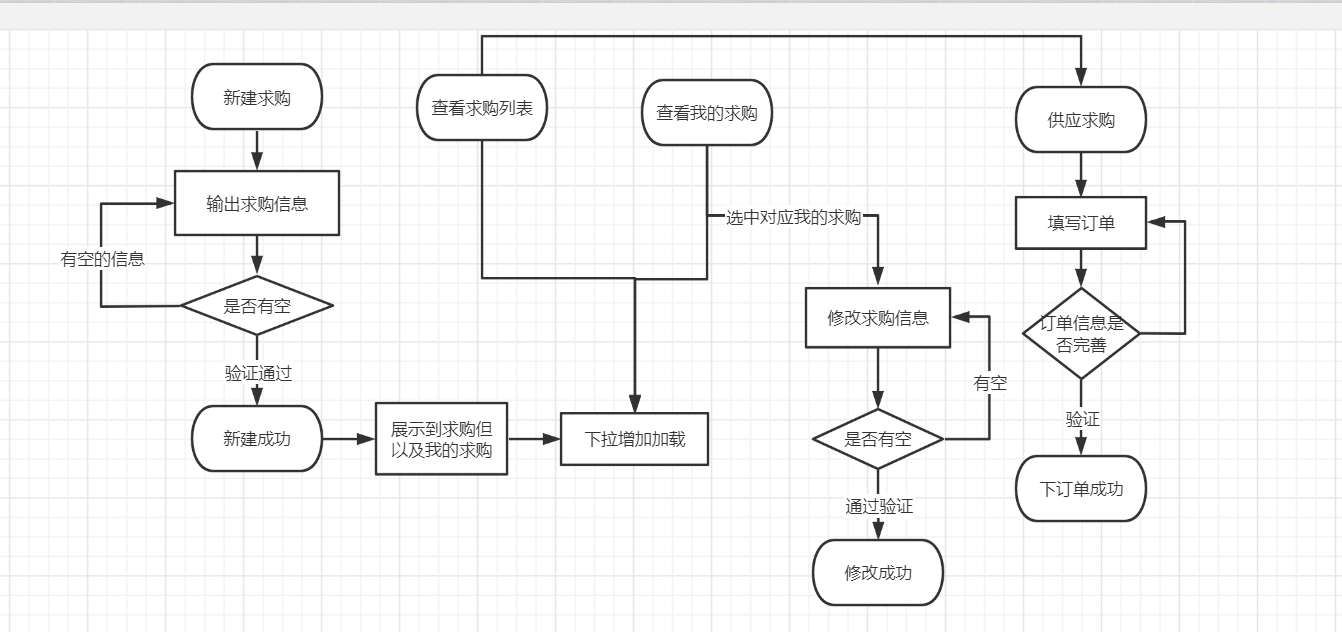 新建求购
查看求购列表
查看我的求购
供应求购
输出求购信息
选中对应我的求购
填写订单
有空的信息
是否有空
修改求购信息
订单信息是
否完善
验证通过
有空
新建成功
展示到求购但
以及我的求购
下拉增加加载
是否有空
验证
通过验证
下订单成功
修改成功